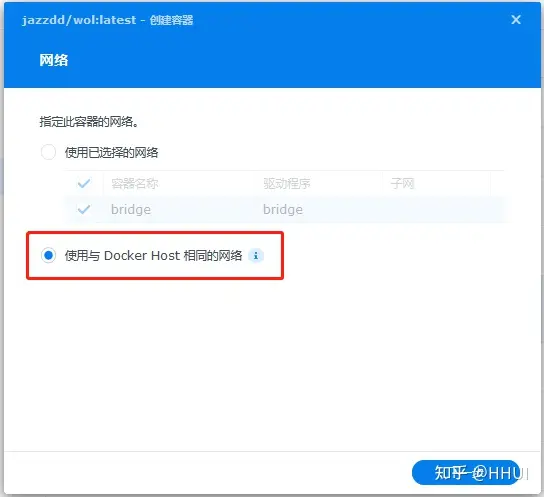 jazzdd/wol:latest - 创建容器
网络
指定此容器的网络。
使用已选择的网络
容器名称 驱动程序 子网
bridge bridge
使用与 Docker Host 相同的网络
知乎 @HHUI